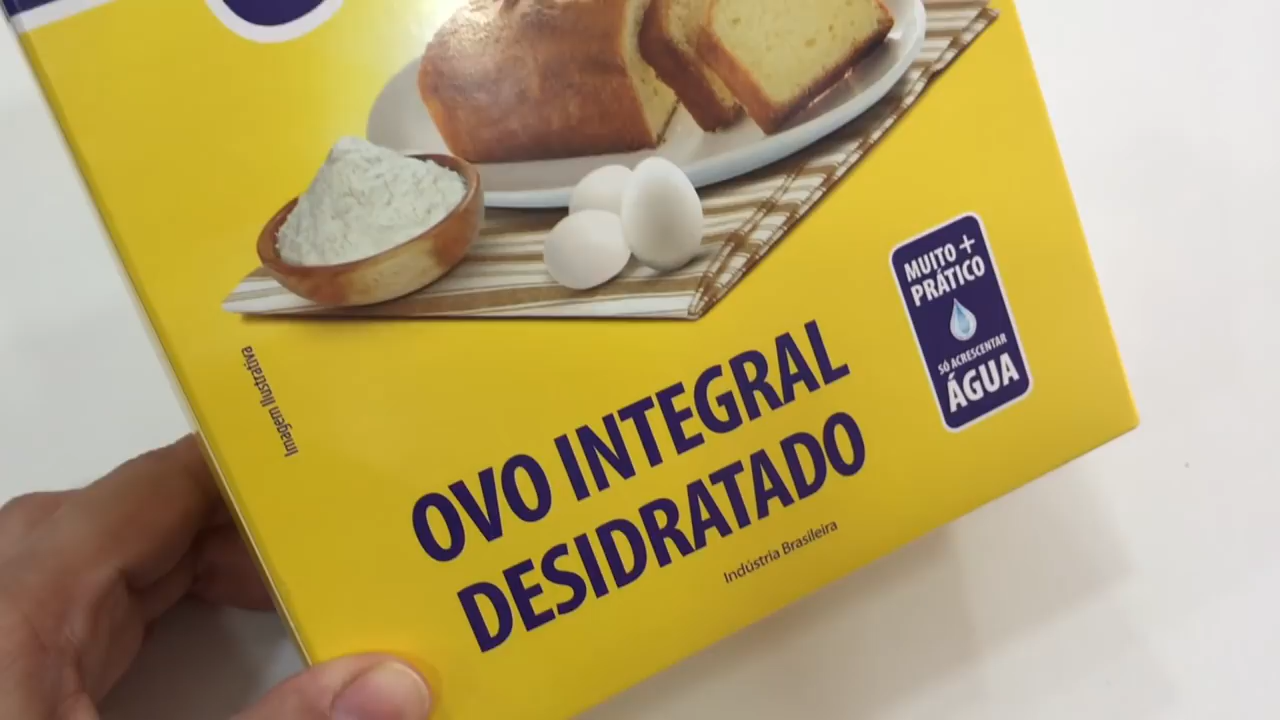 MUITO +
PRÁTICO
SÓ ACRESCENTAR
ÁGUA
Imagem Ilustrativa
OVO INTEGRAL
DESIDRATADO
Indústria Brasileira